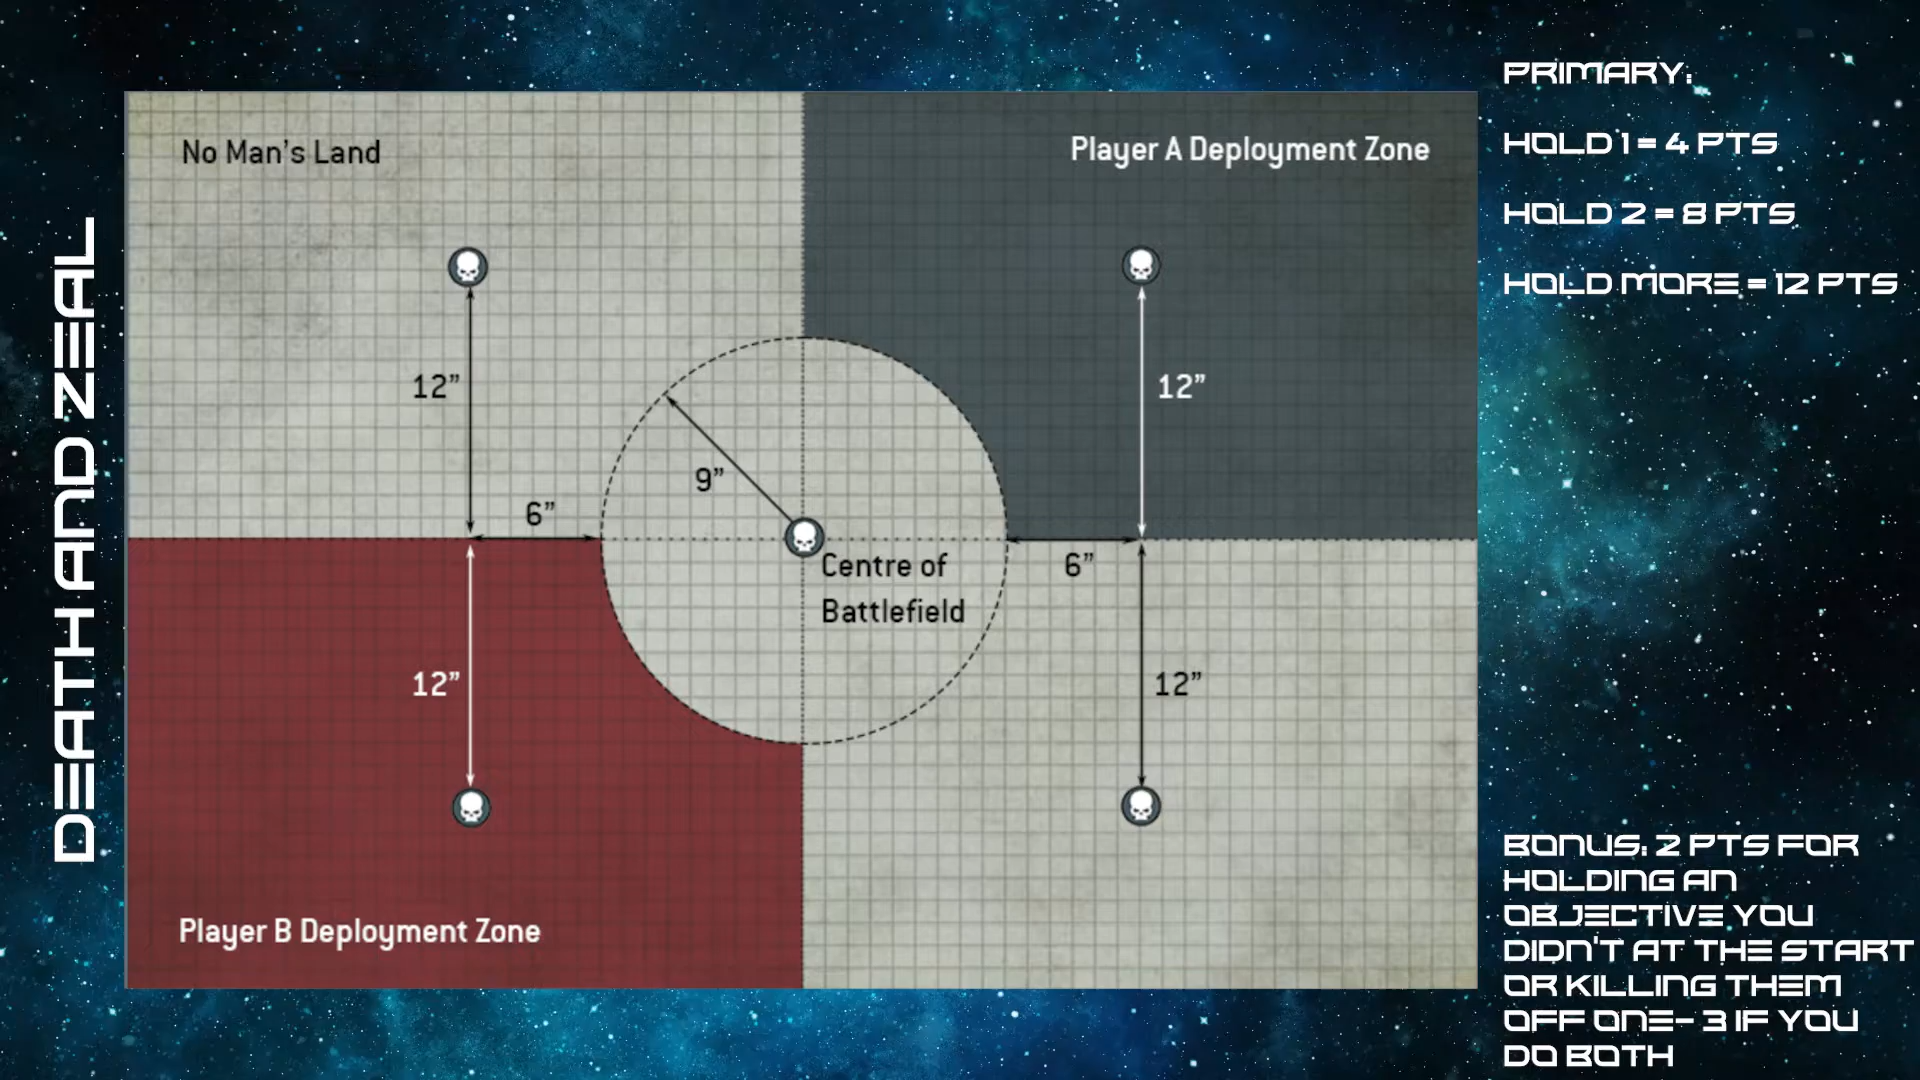 DEATH AND ZEAL
No Man's Land
Player A Deployment Zone
12”
12”
9”
6”
Centre of
Battlefield
6”
12”
12”
Player B Deployment Zone
PRIMARY:
HOLD 1 = 4 PTS
HOLD 2 = 8 PTS
HOLD MORE = 12 PTS
BONUS: 2 PTS FOR
HOLDING AN
OBJECTIVE YOU
DIDN'T AT THE START
OR KILLING THEM
OFF ONE- 3 IF YOU
DO BOTH